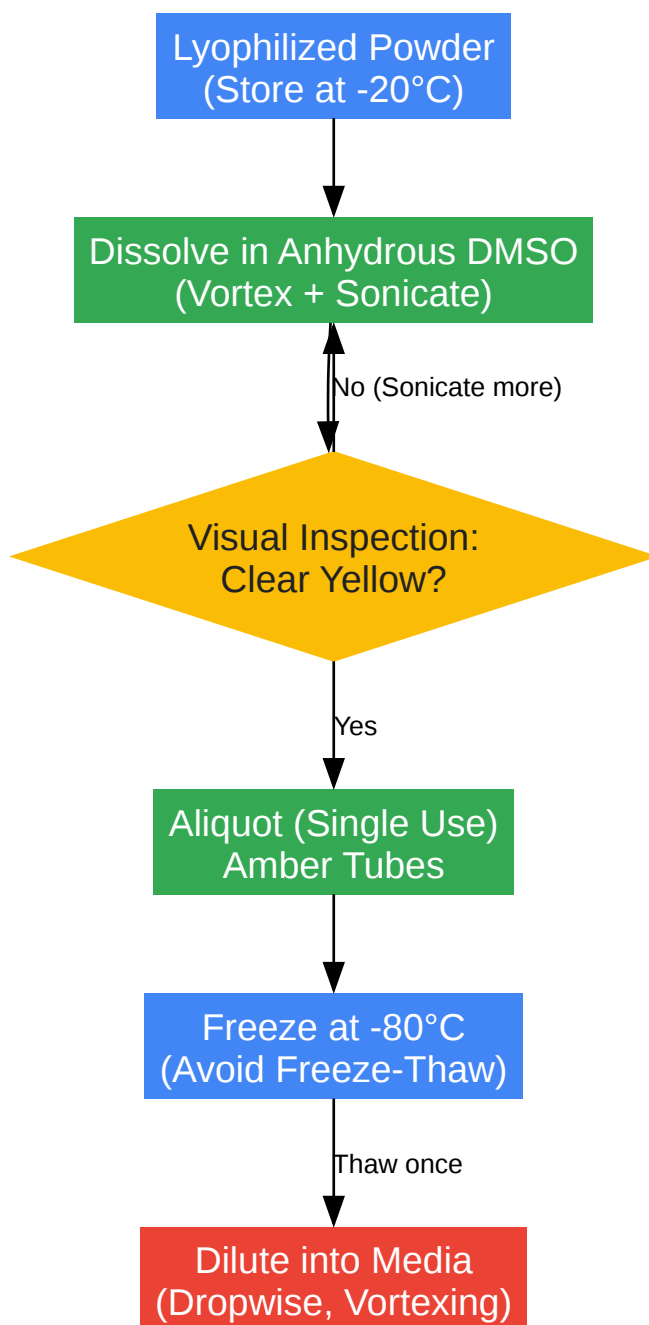 Lyophilized Powder
(Store at -20°C)
Dissolve in Anhydrous DMSO
(Vortex + Sonicate)
No (Sonicate more)
Visual Inspection:
Clear Yellow?
Yes
Aliquot (Single Use)
Amber Tubes
Freeze at -80°C
(Avoid Freeze-Thaw)
Thaw once
Dilute into Media
(Dropwise, Vortexing)